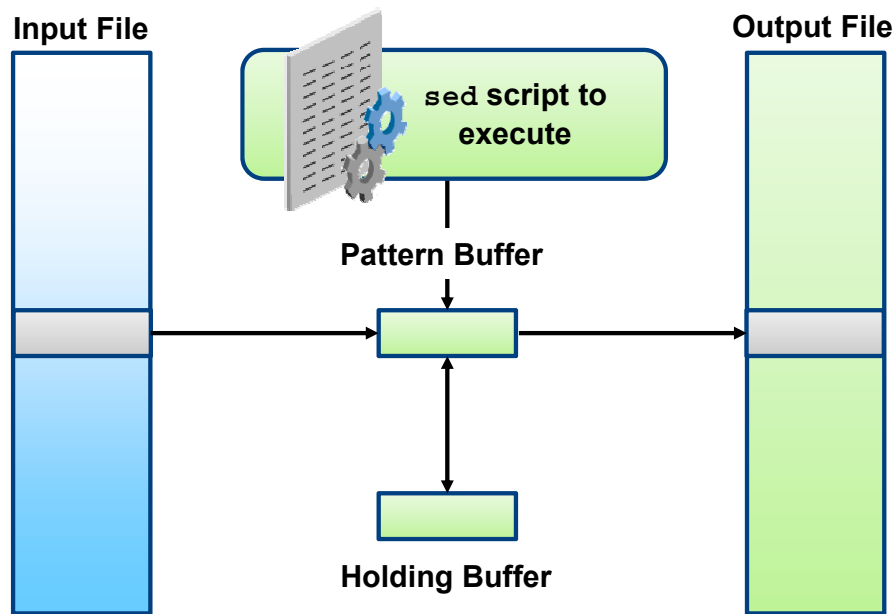 Input File
Output File
sed script to
execute
Pattern Buffer
Holding Buffer